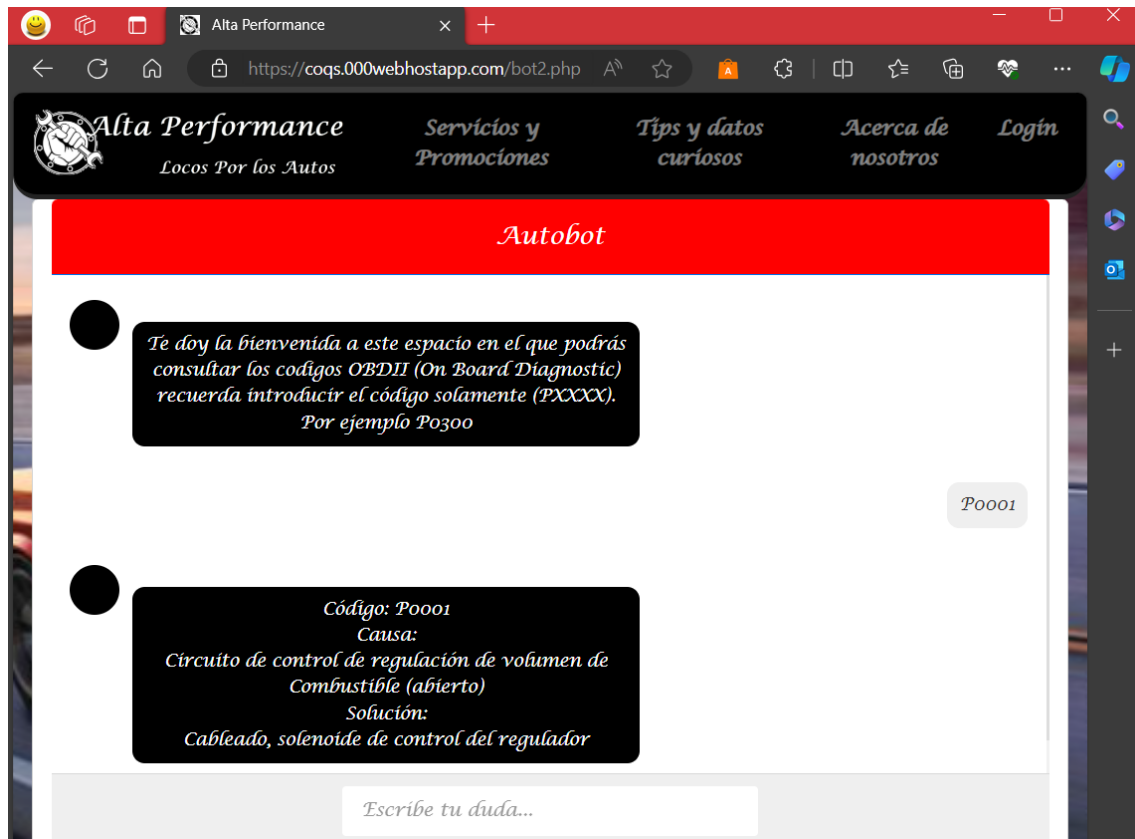 Alta Performance
https://coqs.000webhostapp.com/bot2.php
Alta Performance
Locos Por los Autos
Servicios y
Promociones
Tips y datos
curiosos
Acerca de
nosotros
Login
Autobot
Te doy la bienvenida a este espacio en el que podrás
consultar los codigos OBDII (On Board Diagnostic)
recuerda introducir el código solamente (PXXXX).
Por ejemplo P0300
P0001
Código: P0001
Causa:
Circuito de control de regulación de volumen de
Combustible (abierto)
Solución:
Cableado, solenoide de control del regulador
Escribe tu duda...